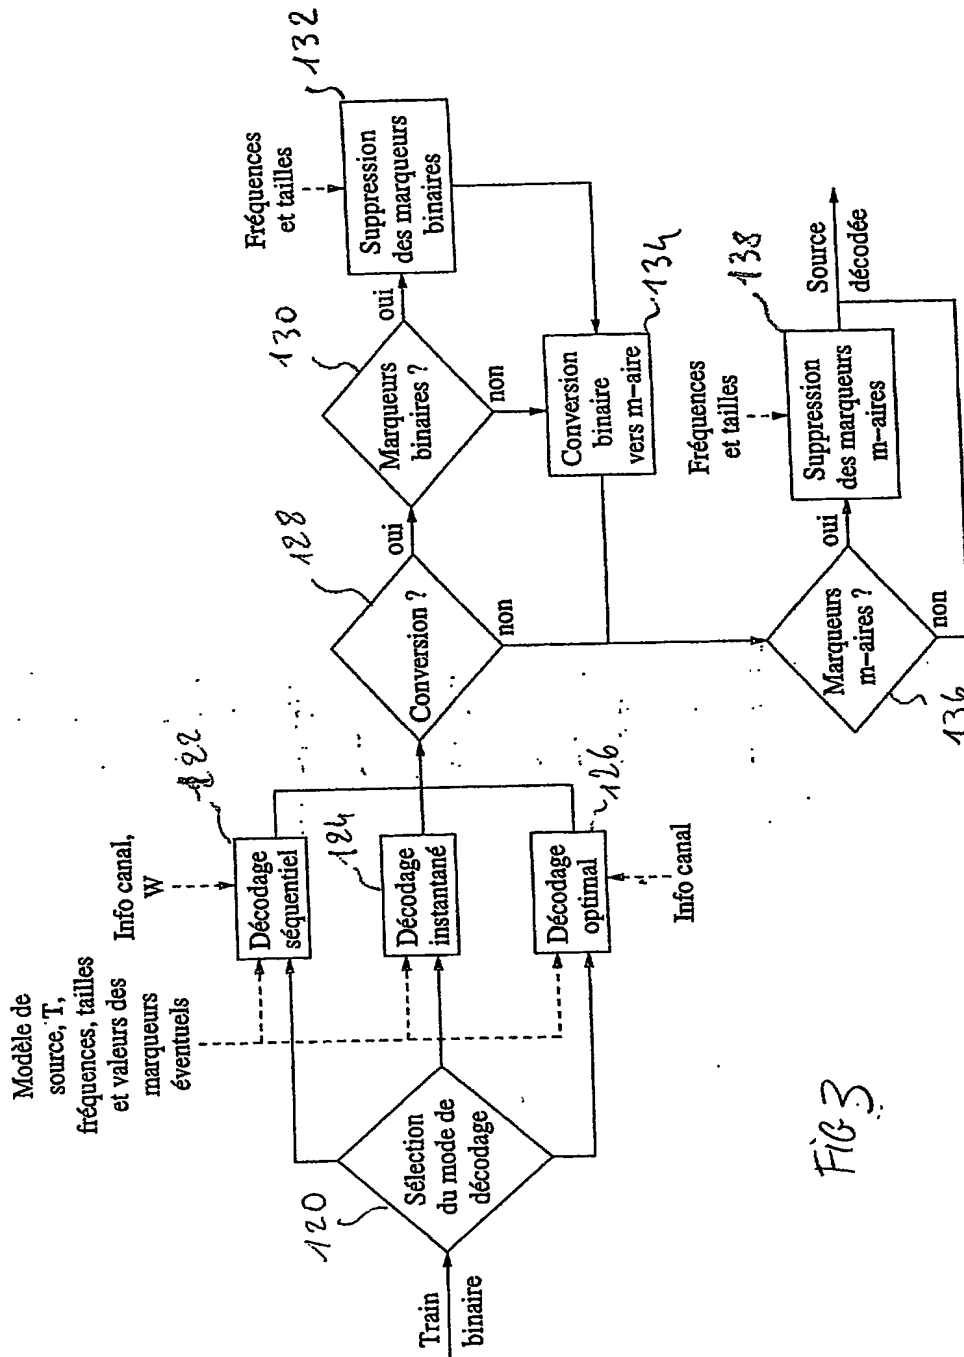 Train
binaire
120
Sélection
du mode de
décodage
Modèle de
source, T,
fréquences, tailles
et valeurs des
marqueurs
éventuels
Info canal,
W
122
Décodage
séquentiel
124
Décodage
instantané
126
Décodage
optimal
Info canal
128
Conversion ?
oui
non
130
Marqueurs
binaires ?
oui
non
Fréquences
et tailles
132
Suppression
des marqueurs
binaires
134
Conversion
binaire
vers m-aire
136
Marqueurs
m-aires ?
oui
non
Fréquences
et tailles
138
Suppression
des marqueurs
m-aires
Source
décodée
FIG 3